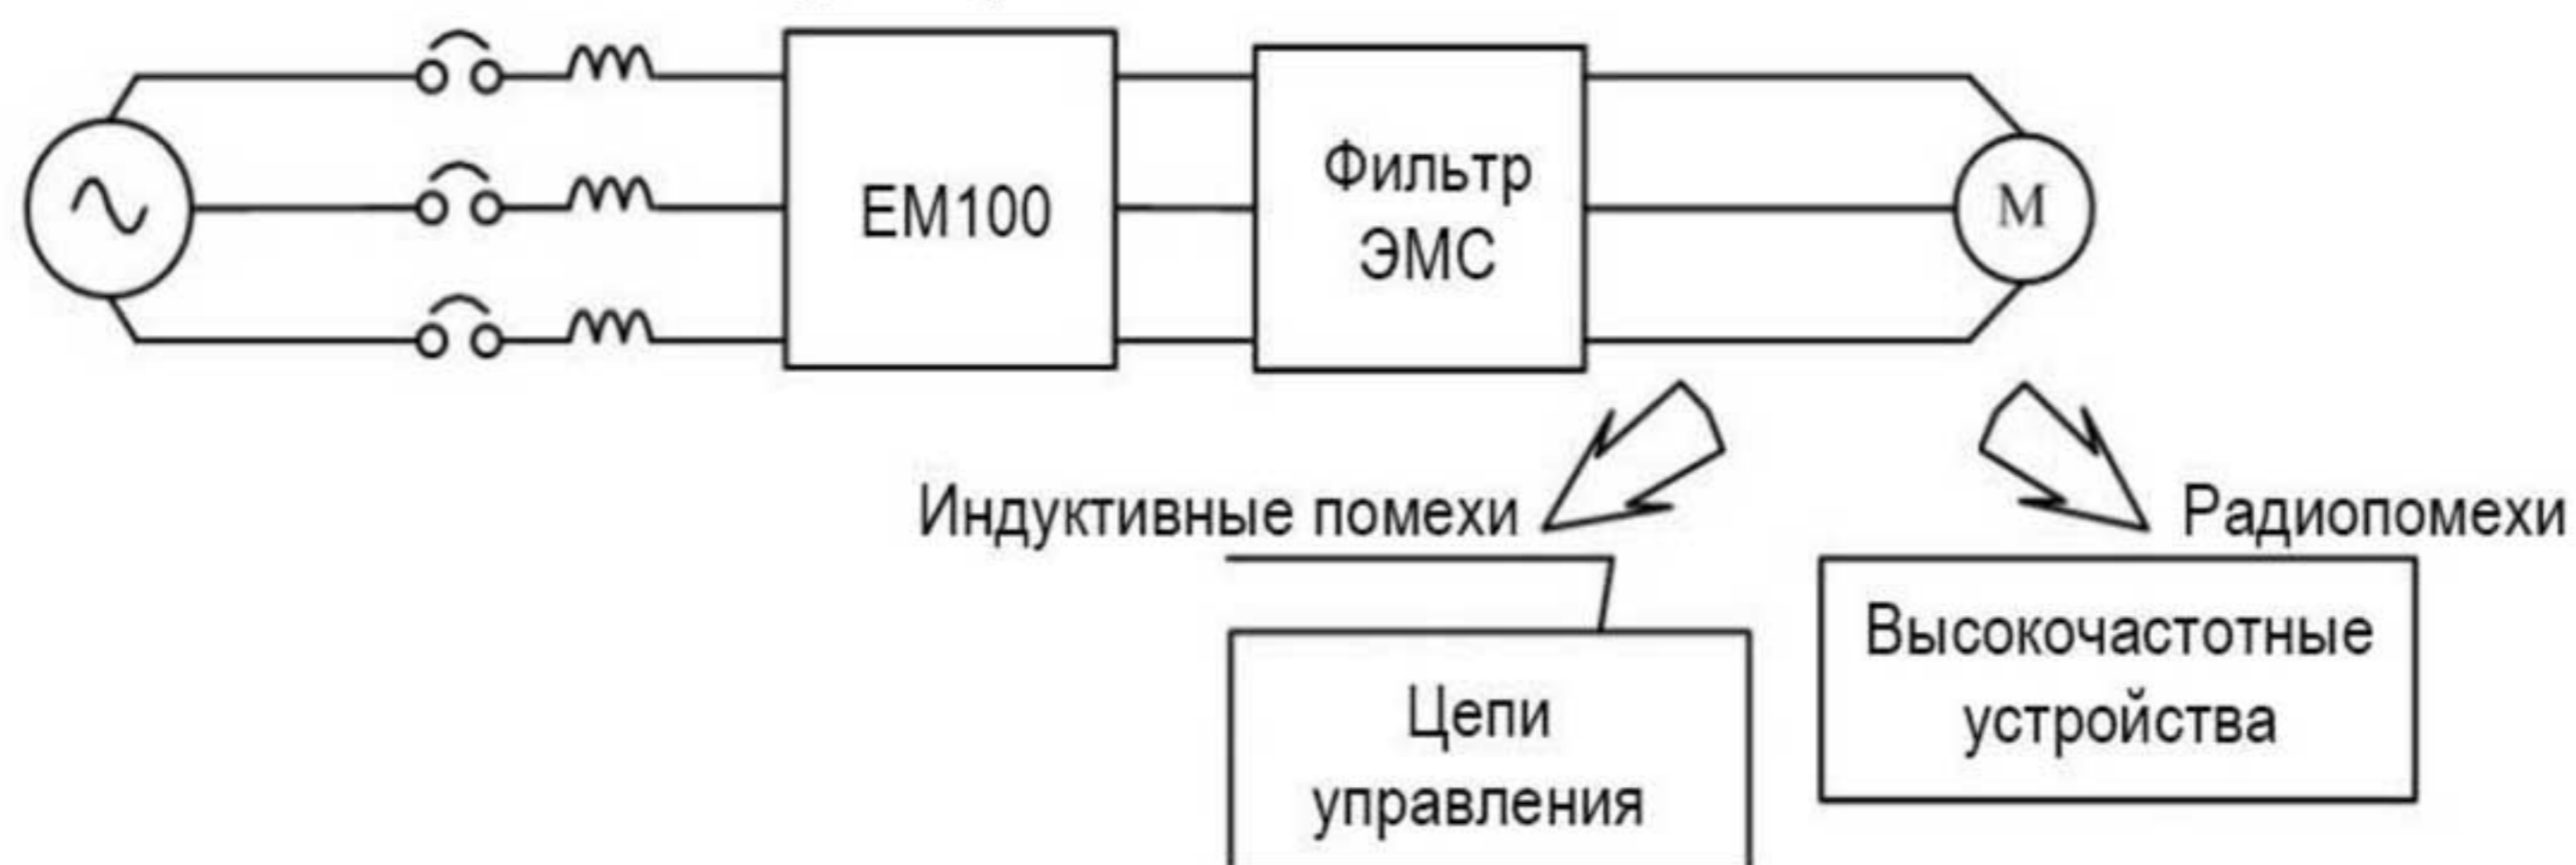 EM100
Фильтр
ЭМС
M
Индуктивные помехи
Радиопомехи
Цепи
управления
Высокочастотные
устройства